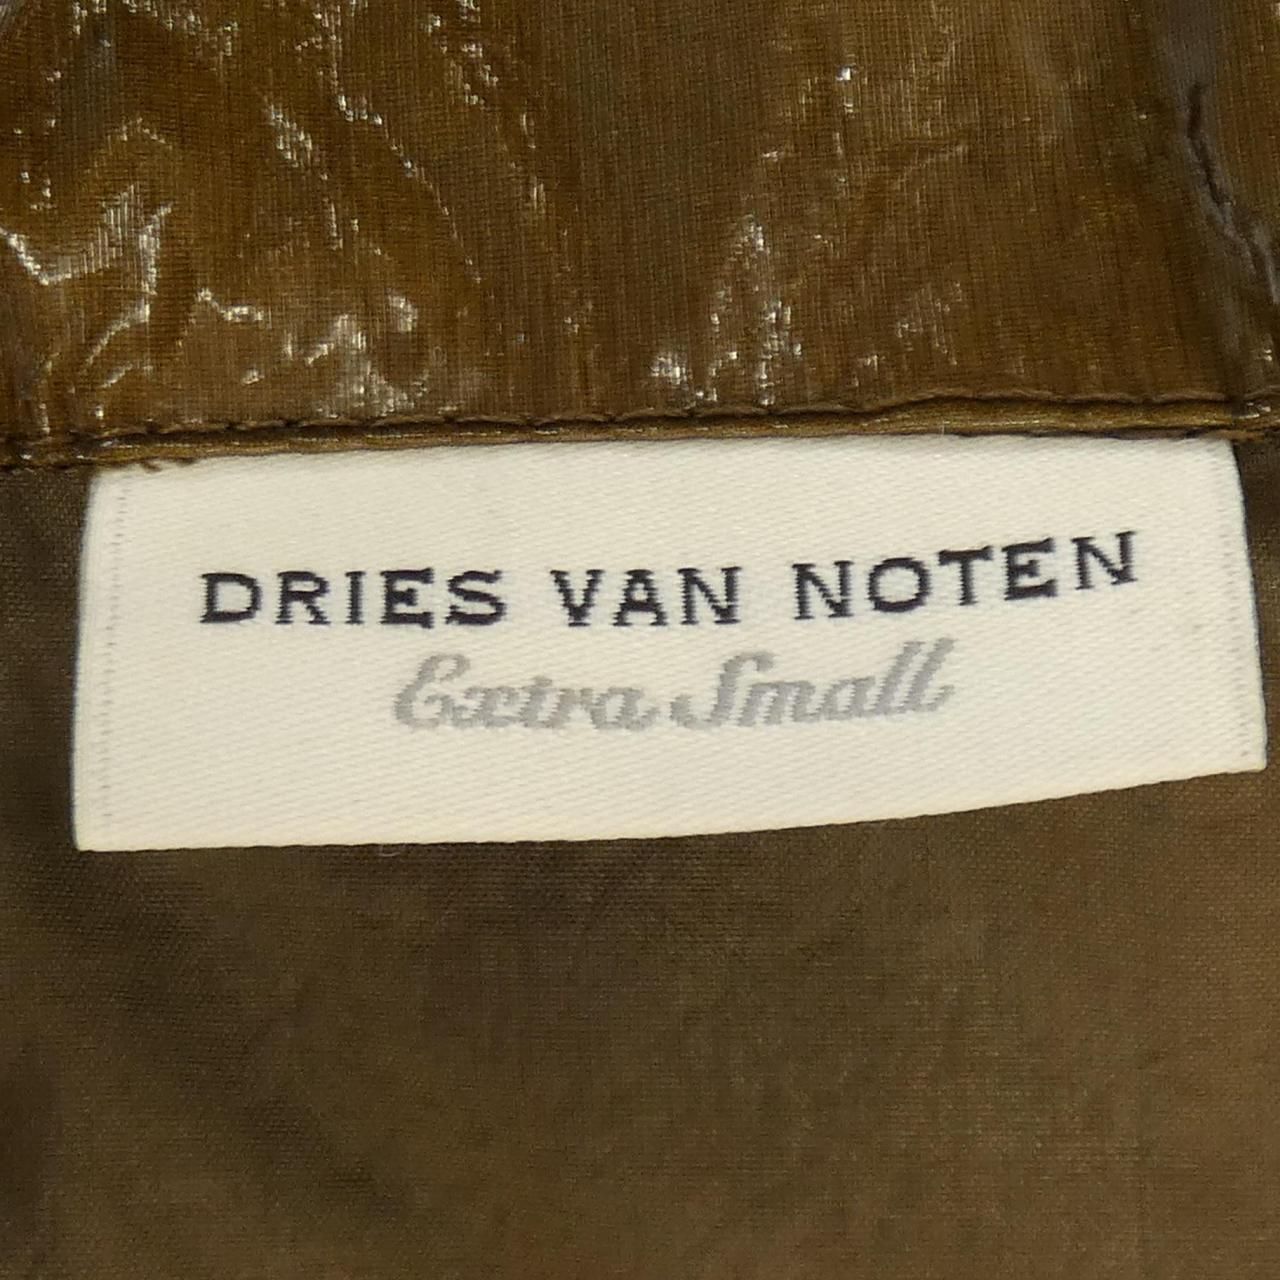 DRIES VAN NOTEN
Extra Small